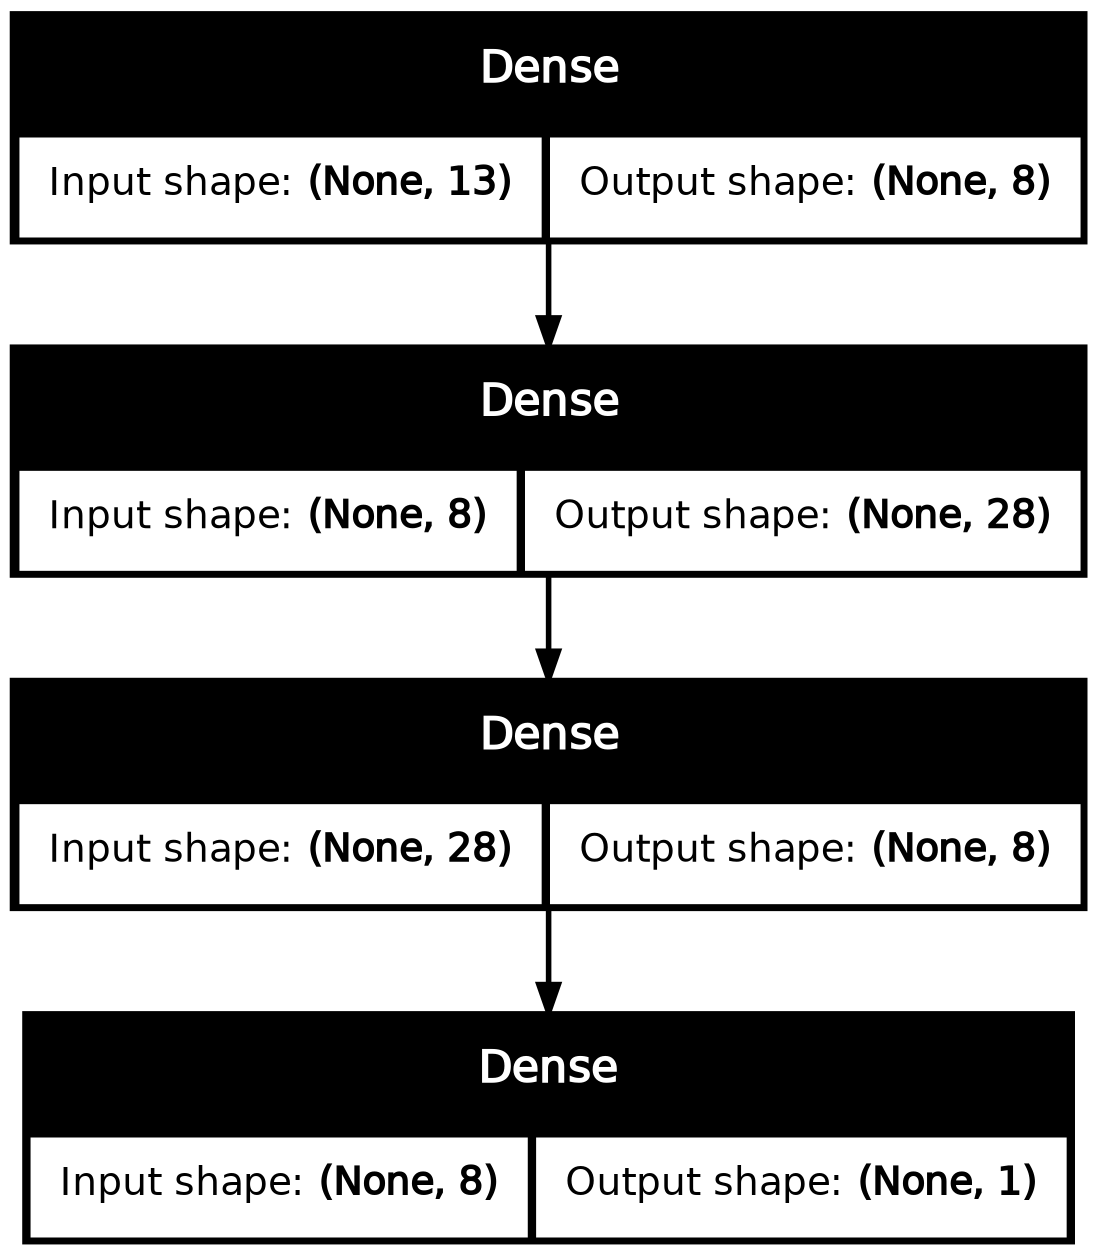 Dense
Input shape: (None, 13) Output shape: (None, 8)
Dense
Input shape: (None, 8) Output shape: (None, 28)
Dense
Input shape: (None, 28) Output shape: (None, 8)
Dense
Input shape: (None, 8) Output shape: (None, 1)